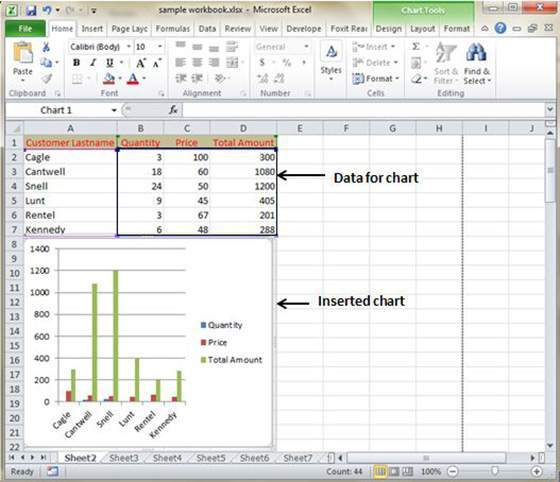 sample workbook.xlsx - Microsoft Excel Chart Tools
File Home Insert Page Layc Formulas Data Review View Develope Foxit Reac Design Layout Format
Calibri (Body) 10 General Insert
Paste B I U $ % , Styles Delete Sort & Filter Find & Select
Format
Clipboard Font Alignment Number Cells Editing
Chart 1 fx
A B C D E F G H I J
1 Customer Lastname Quantity Price Total Amount
2 Cagle 3 100 300
3 Cantwell 18 60 1080
4 Snell 24 50 1200
5 Lunt 9 45 405
6 Rentel 3 67 201
7 Kennedy 6 48 288
Data for chart
8
9
10
11
12
13
14
15
16
17
18
19
20
21
22
1400
1200
1000
800
600
400
200
0
Cagle Cantwell Snell Lunt Rentel Kennedy
Quantity
Price
Total Amount
Inserted chart
Sheet2 Sheet3 Sheet4 Sheet5 Sheet6 Sheet7
Ready Count: 44 100%